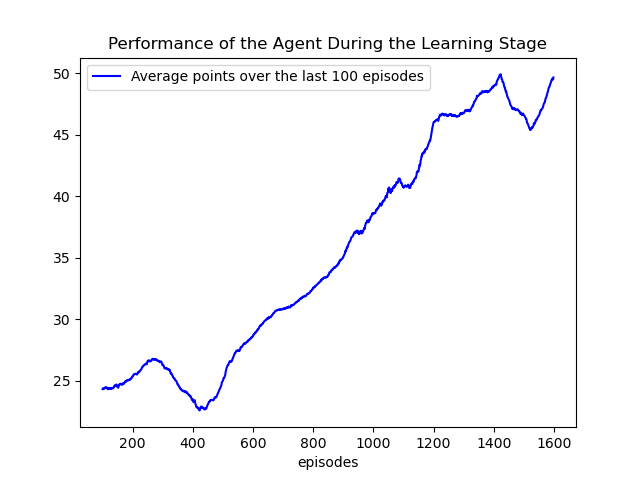 Performance of the Agent During the Learning Stage
Average points over the last 100 episodes
50
45
40
35
30
25
200 400 600 800 1000 1200 1400 1600
episodes